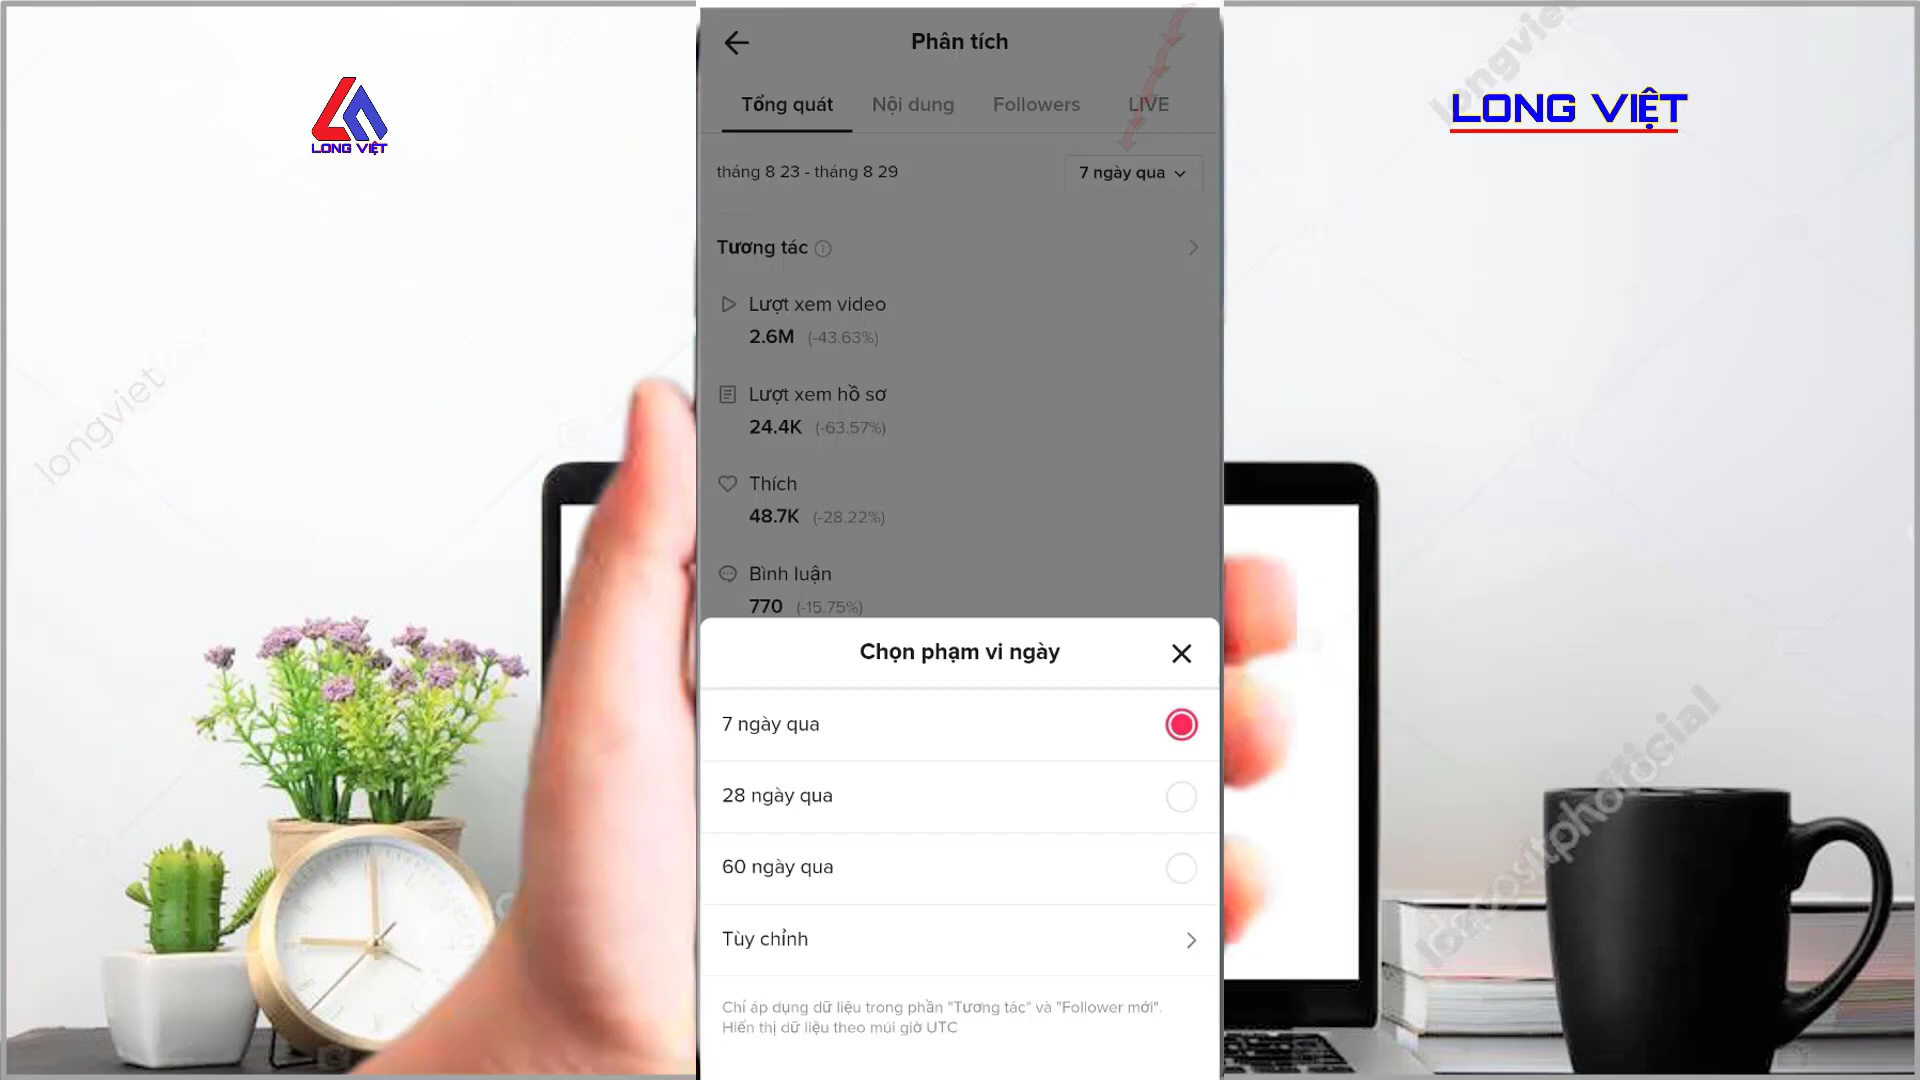 LONG VIỆT
LONG VIỆT
longviet
Phân tích
Tổng quát
Nội dung
Followers
LIVE
tháng 8 23 - tháng 8 29
7 ngày qua
Tương tác
Lượt xem video
2.6M (-43.63%)
Lượt xem hồ sơ
24.4K (-63.57%)
Thích
48.7K (-28.22%)
Bình luận
770 (-15.75%)
Chọn phạm vi ngày
7 ngày qua
28 ngày qua
60 ngày qua
Tùy chỉnh
Chỉ áp dụng dữ liệu trong phần "Tương tác" và "Follower mới".
Hiển thị dữ liệu theo múi giờ UTC
longviet